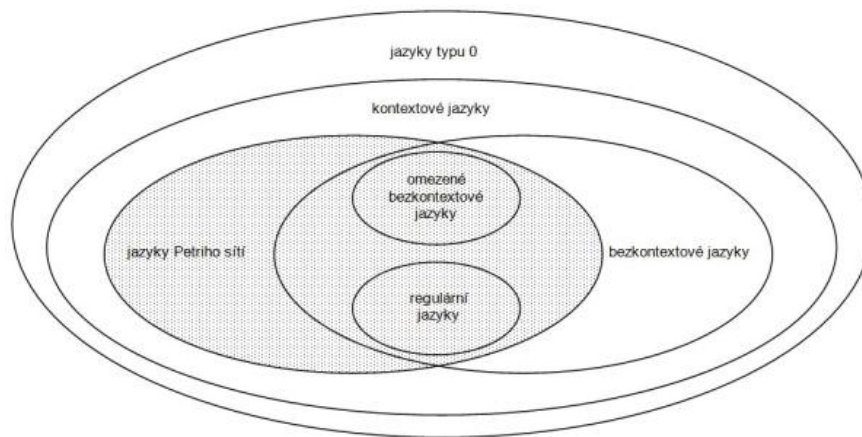 jazyky typu 0
kontextové jazyky
omezené
bezkontextové
jazyky
jazyky Petriho sítí
bezkontextové jazyky
regulární
jazyky